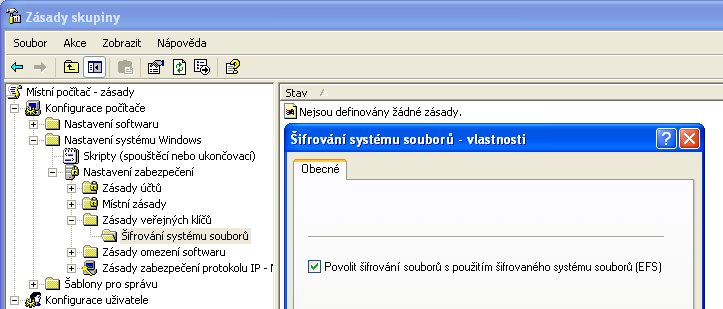 Zásady skupiny
Soubor Akce Zobrazit Nápověda
Místní počítač - zásady
Konfigurace počítače
Nastavení softwaru
Nastavení systému Windows
Skripty (spouštěcí nebo ukončovací)
Nastavení zabezpečení
Zásady účtů
Místní zásady
Zásady veřejných klíčů
Šifrování systému souborů
Zásady omezení softwaru
Zásady zabezpečení protokolu IP -
Šablony pro správu
Konfigurace uživatele
Stav
Nejsou definovány žádné zásady.
Šifrování systému souborů - vlastnosti
Obecné
Povolit šifrování souborů s použitím šifrovaného systému souborů (EFS)